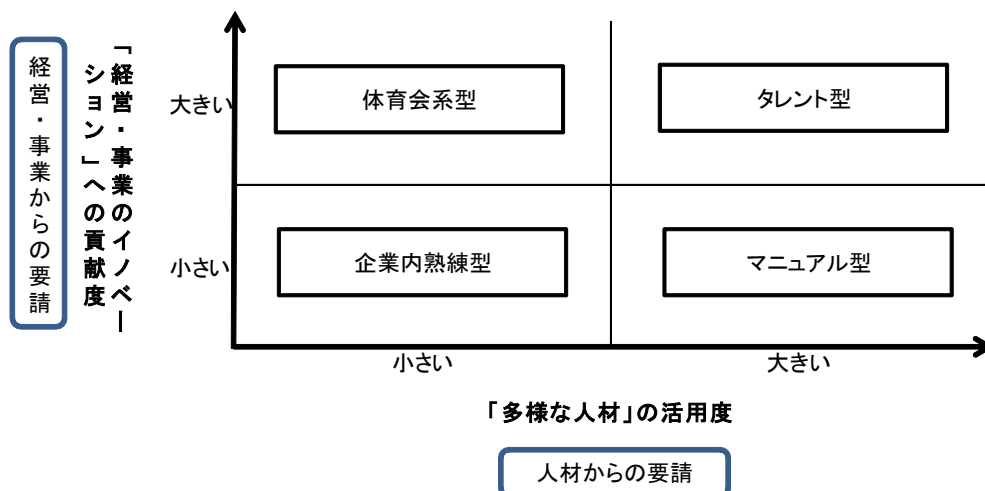 経営・事業からの要請
「経営・事業のイノベー
ション」への貢献度
大きい
体育会系型
タレント型
小さい
企業内熟練型
マニュアル型
小さい
大きい
「多様な人材」の活用度
人材からの要請